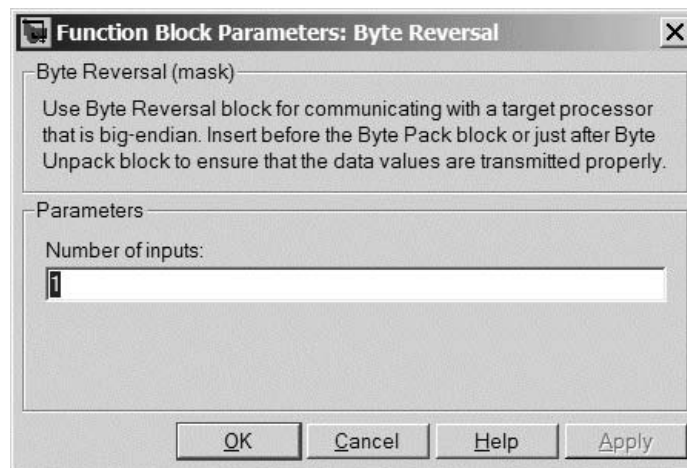 Function Block Parameters: Byte Reversal
Byte Reversal (mask)
Use Byte Reversal block for communicating with a target processor
that is big-endian. Insert before the Byte Pack block or just after Byte
Unpack block to ensure that the data values are transmitted properly.
Parameters
Number of inputs:
1
OK Cancel Help Apply